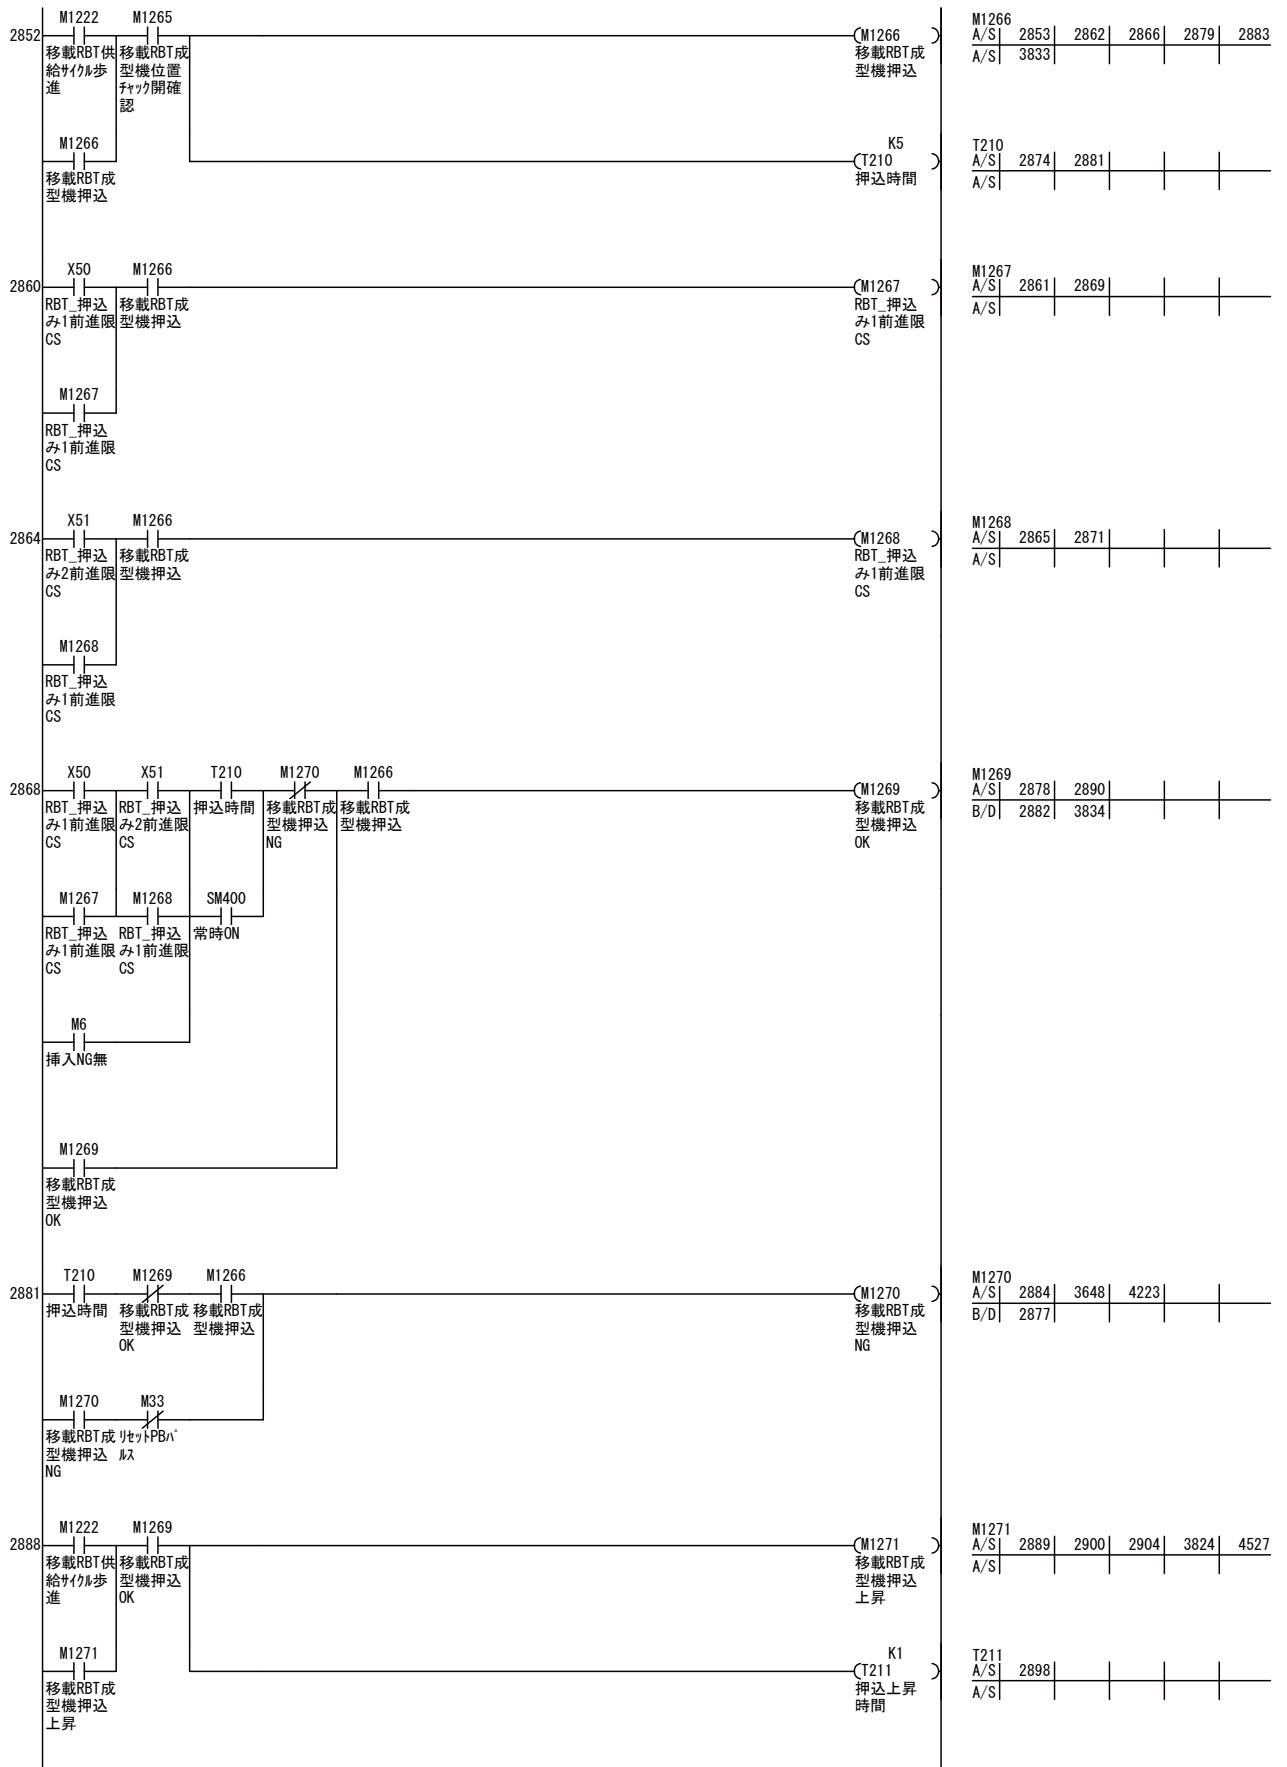 M1222 M1265 M1266
2852 (M1266 ) A/S 2853 2862 2866 2879 2883
移載RBT供 移載RBT成 移載RBT成 A/S 3833
給ｻｲｸﾙ歩 型機位置 型機押込
進 ﾁｬｯｸ開確
認
M1266 K5 T210
(T210 ) A/S 2874 2881
移載RBT成 押込時間 A/S
型機押込
X50 M1266 M1267
2860 (M1267 ) A/S 2861 2869
RBT_押込 移載RBT成 RBT_押込 A/S
み1前進限 型機押込 み1前進限
CS CS
M1267
RBT_押込
み1前進限
CS
X51 M1266 M1268
2864 (M1268 ) A/S 2865 2871
RBT_押込 移載RBT成 RBT_押込 A/S
み2前進限 型機押込 み1前進限
CS CS
M1268
RBT_押込
み1前進限
CS
X50 X51 T210 M1270 M1266 M1269
2868 (M1269 ) A/S 2878 2890
RBT_押込 RBT_押込 押込時間 移載RBT成 移載RBT成 移載RBT成 B/D 2882 3834
み1前進限 み2前進限 型機押込 型機押込 型機押込
CS CS NG OK
M1267 M1268 SM400
RBT_押込 RBT_押込 常時ON
み1前進限 み1前進限
CS CS
M6
挿入NG無
M1269
移載RBT成
型機押込
OK
T210 M1269 M1266 M1270
2881 (M1270 ) A/S 2884 3648 4223
押込時間 移載RBT成 移載RBT成 移載RBT成 B/D 2877
型機押込 型機押込 型機押込
OK NG
M1270 M33
移載RBT成 ﾘｾｯﾄPBﾊﾟ
型機押込 ﾙｽ
NG
M1222 M1269 M1271
2888 (M1271 ) A/S 2889 2900 2904 3824 4527
移載RBT供 移載RBT成 移載RBT成 A/S
給ｻｲｸﾙ歩 型機押込 型機押込
進 OK 上昇
M1271 K1 T211
(T211 ) A/S 2898
移載RBT成 押込上昇 A/S
型機押込 時間
上昇